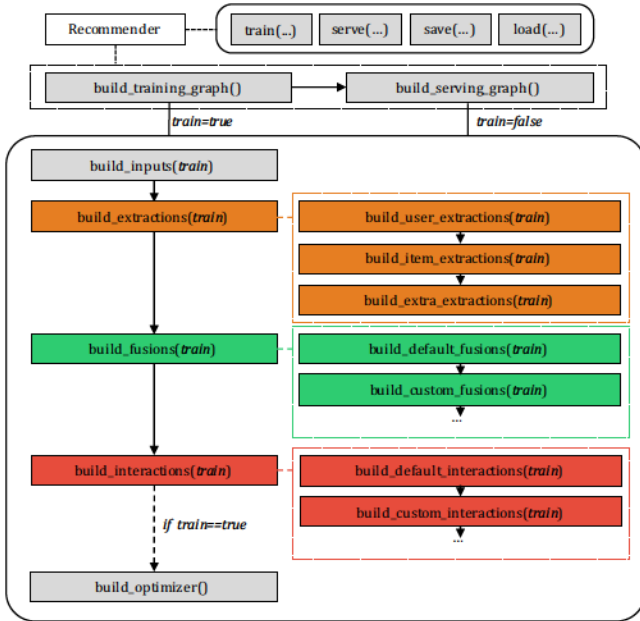 Recommender
train(...) serve(...) save(...) load(...)
build_training_graph() build_serving_graph()
train=true train=false
build_inputs(train)
build_extractions(train) build_user_extractions(train)
build_item_extractions(train)
build_extra_extractions(train)
build_fusions(train) build_default_fusions(train)
build_custom_fusions(train)
...
build_interactions(train) build_default_interactions(train)
build_custom_interactions(train)
if train==true ...
build_optimizer()